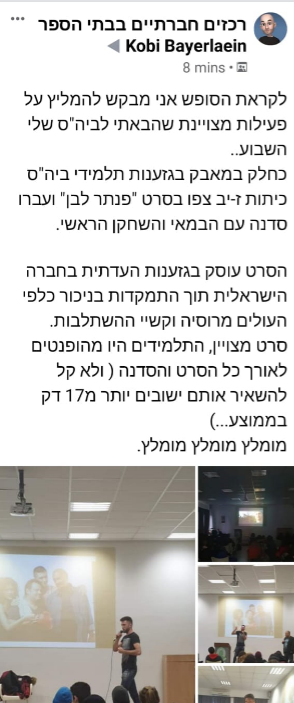 רכזים חברתיים בבתי הספר
Kobi Bayerlaein
8 mins
לקראת הסופש אני מבקש להמליץ על
פעילות מצויינת שהבאתי לביה"ס שלי
השבוע..
כחלק במאבק בגזענות תלמידי ביה"ס
כיתות ז-יב צפו בסרט "פנתר לבן" ועברו
סדנה עם הבמאי והשחקן הראשי.
הסרט עוסק בגזענות העדתית בחברה
הישראלית תוך התמקדות בניכור כלפי
העולים מרוסיה וקשיי ההשתלבות.
סרט מצויין, התלמידים היו מהופנטים
לאורך כל הסרט והסדנה ( ולא קל
להשאיר אותם ישובים יותר מ17 דק
בממוצע...)
מומלץ מומלץ מומלץ.